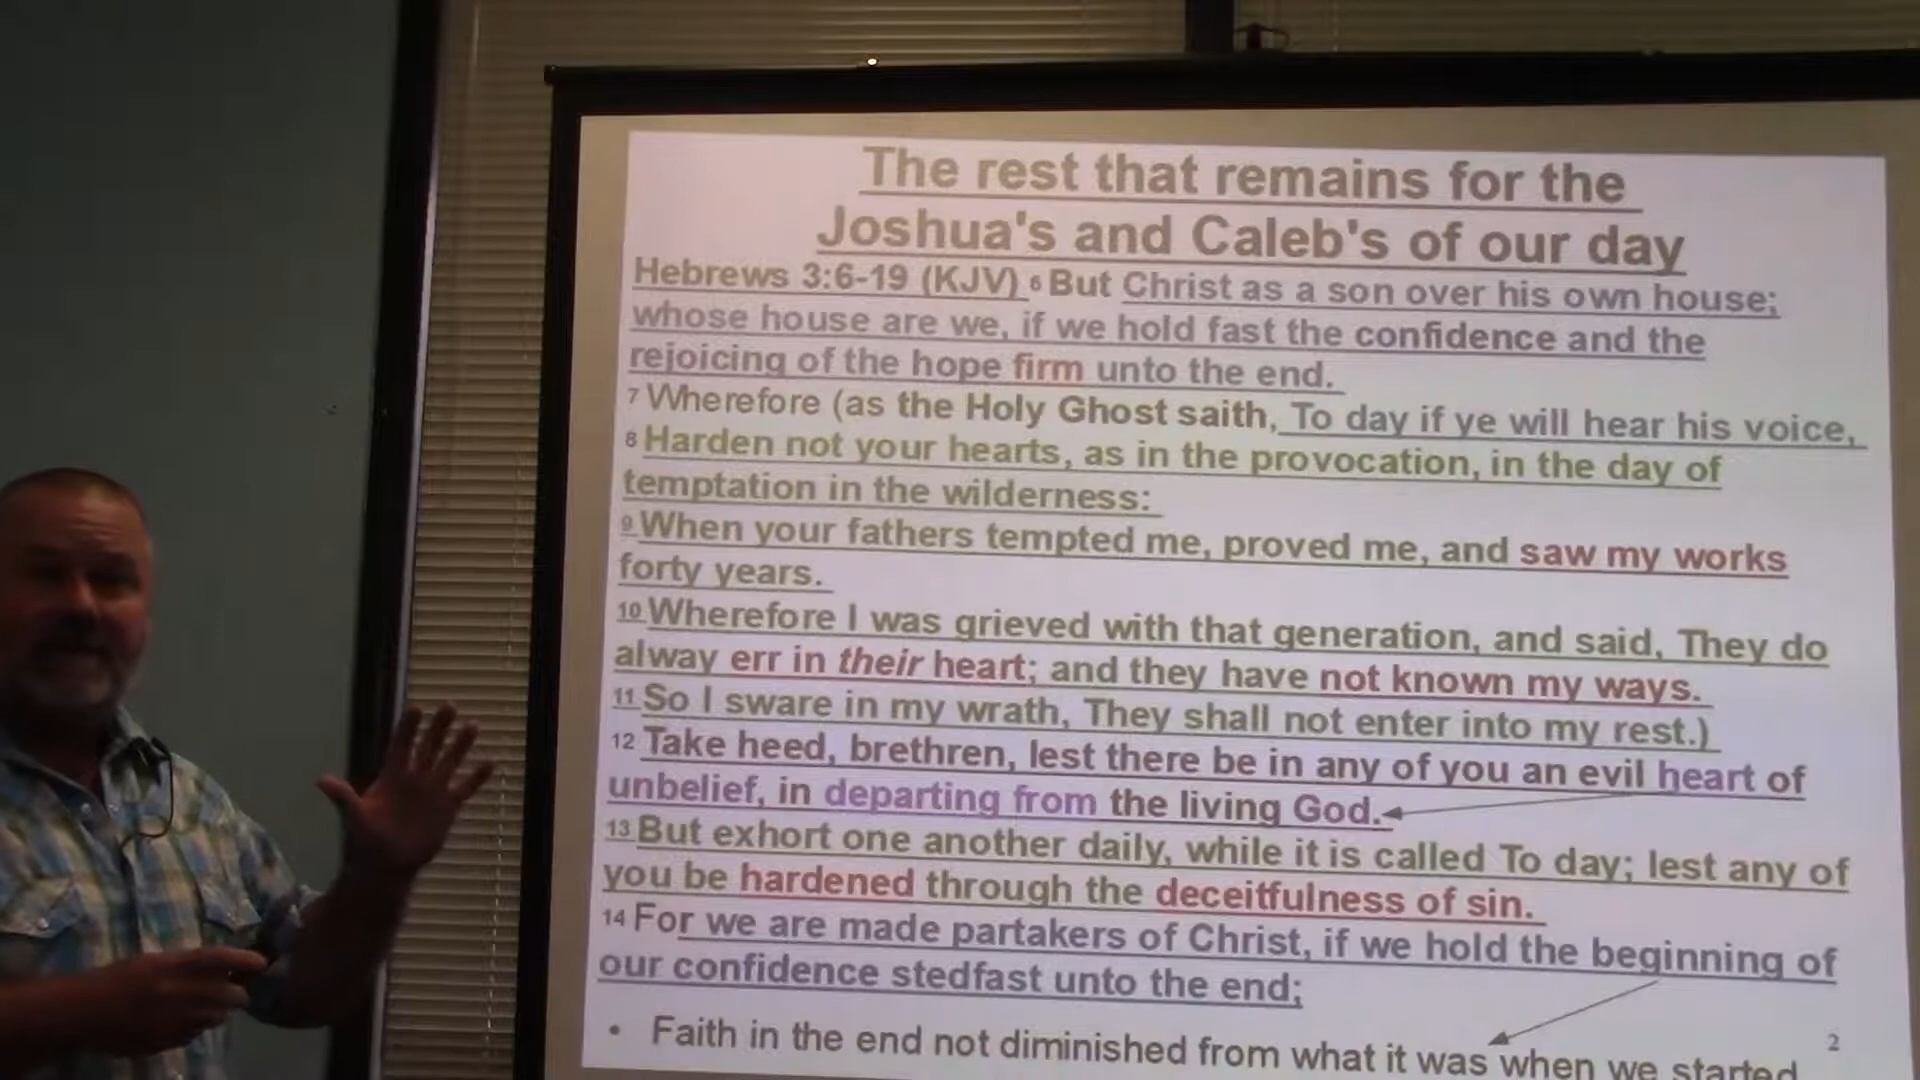 The rest that remains for the
Joshua's and Caleb's of our day
Hebrews 3:6-19 (KJV) 6 But Christ as a son over his own house;
whose house are we, if we hold fast the confidence and the
rejoicing of the hope firm unto the end.
7 Wherefore (as the Holy Ghost saith, To day if ye will hear his voice,
8 Harden not your hearts, as in the provocation, in the day of
temptation in the wilderness:
9 When your fathers tempted me, proved me, and saw my works
forty years.
10 Wherefore I was grieved with that generation, and said, They do
alway err in their heart; and they have not known my ways.
11 So I sware in my wrath, They shall not enter into my rest.)
12 Take heed, brethren, lest there be in any of you an evil heart of
unbelief, in departing from the living God.
13 But exhort one another daily, while it is called To day; lest any of
you be hardened through the deceitfulness of sin.
14 For we are made partakers of Christ, if we hold the beginning of
our confidence stedfast unto the end;
• Faith in the end not diminished from what it was when we started
2